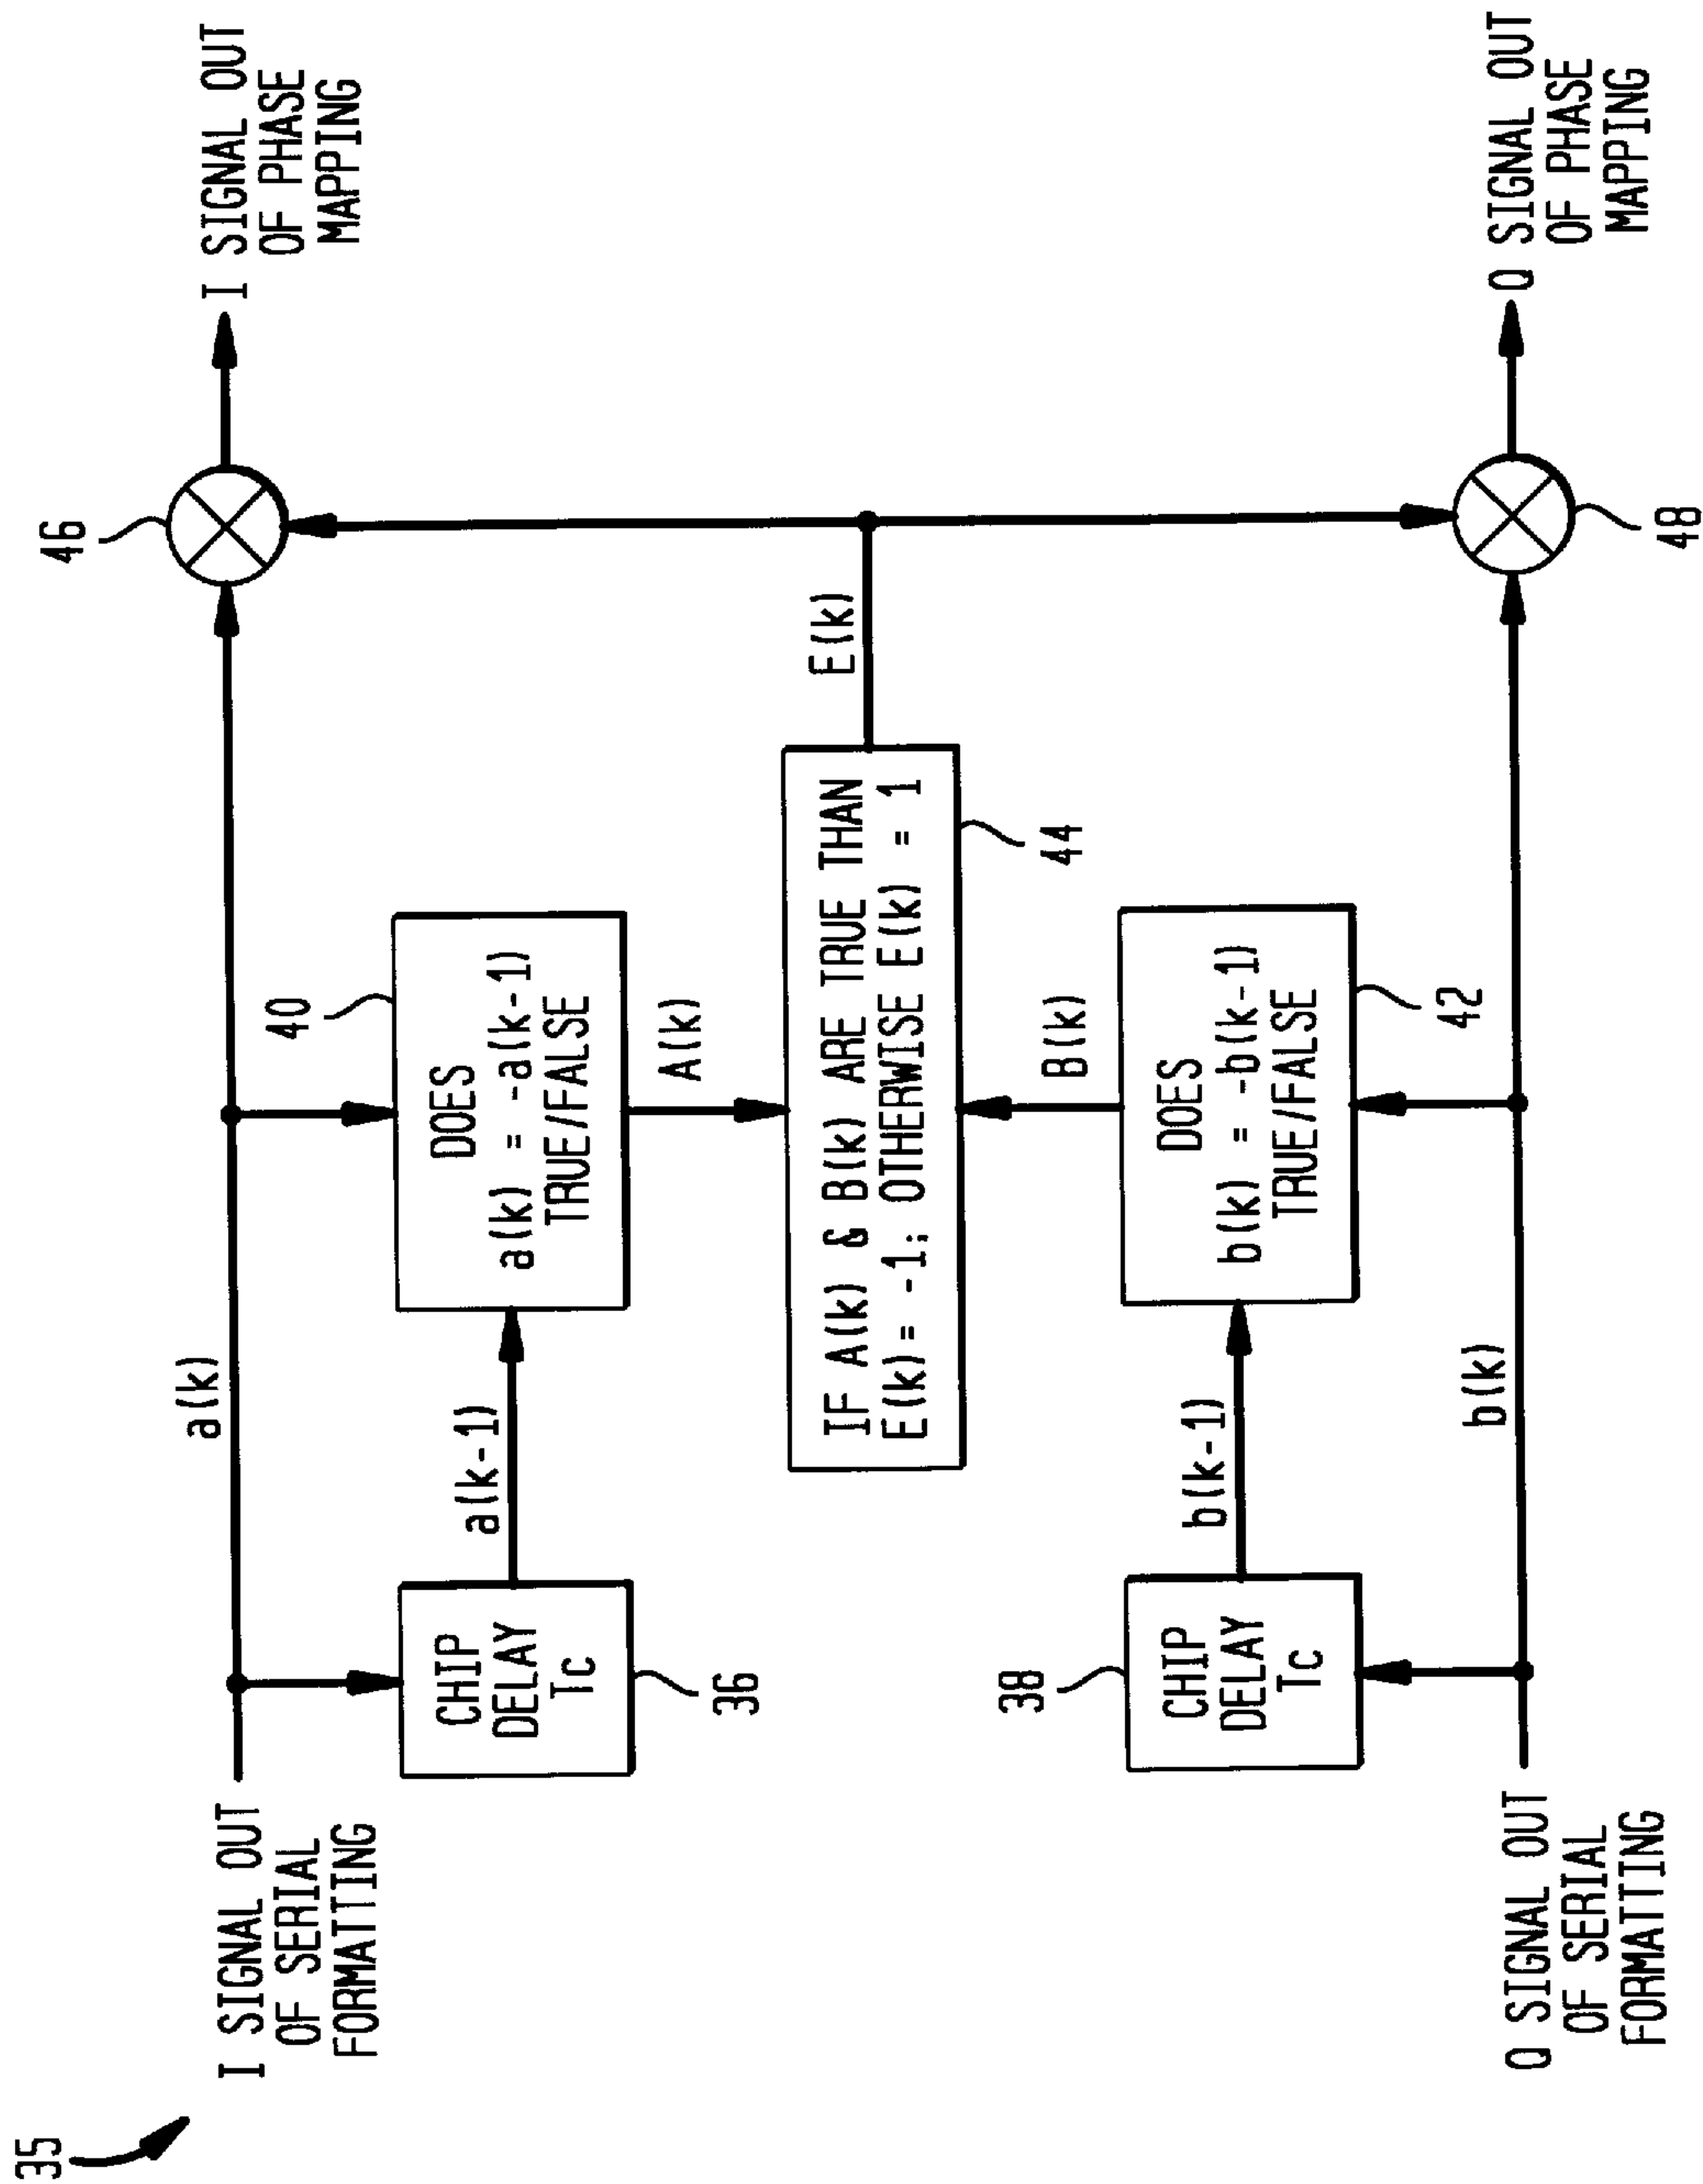 35
I SIGNAL OUT
OF SERIAL
FORMATTING
a(k)
46
I SIGNAL OUT
OF PHASE
MAPPING
CHIP
DELAY
Tc
36
a(k-1)
40
DOES
a(k) = -a(k-1)
TRUE/FALSE
A(k)
IF A(k) & B(k) ARE TRUE THAN
E(k) = -1; OTHERWISE E(k) = 1
44
E(k)
B(k)
38
CHIP
DELAY
Tc
b(k-1)
DOES
b(k) = -b(k-1)
TRUE/FALSE
42
Q SIGNAL OUT
OF SERIAL
FORMATTING
b(k)
48
Q SIGNAL OUT
OF PHASE
MAPPING